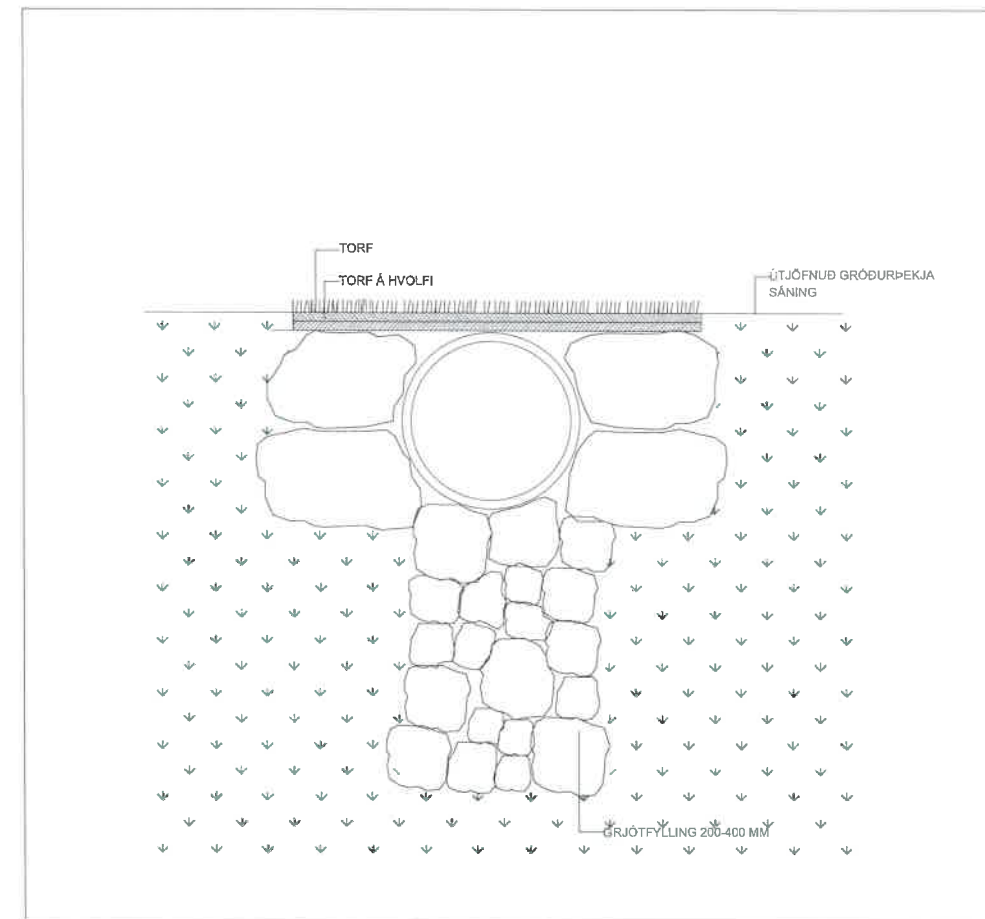 TORF
TORF Á HVOLFI
ÚTJÖFNUÐ GRÓÐURÞEKJA
SÁNING
GRJÓTFYLLING 200-400 MM